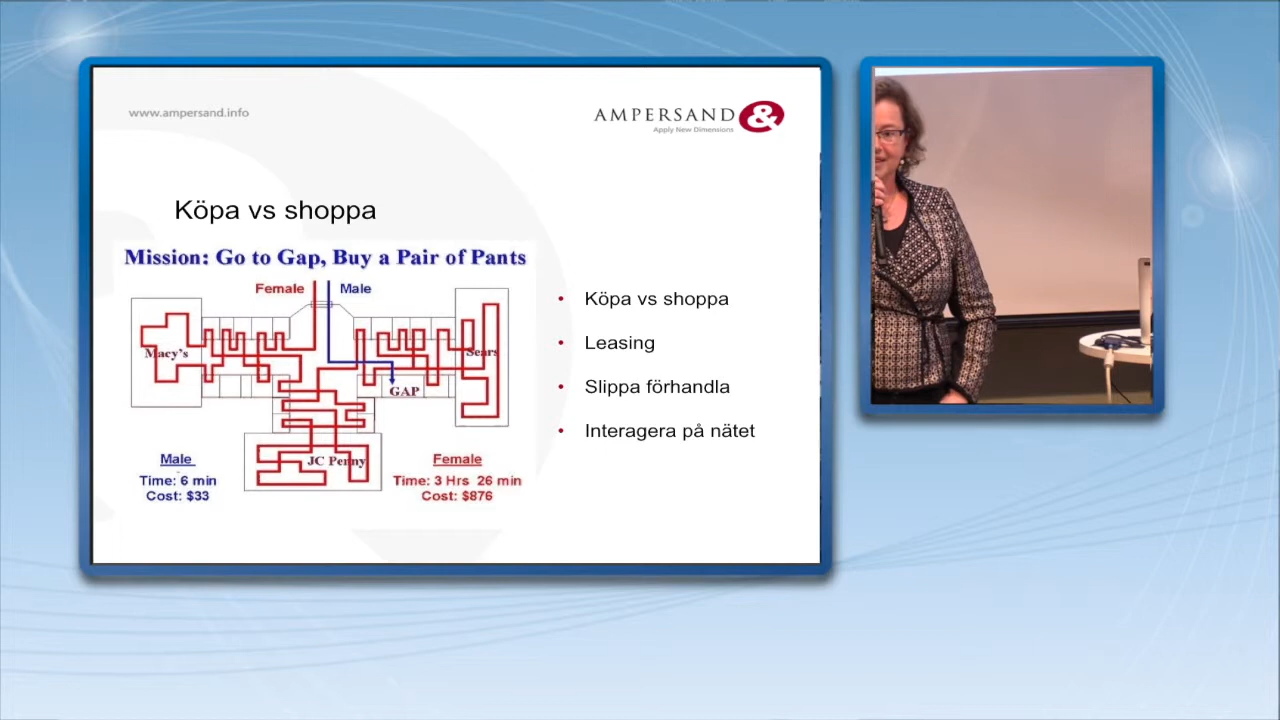 www.ampersand.info
AMPERSAND&
Apply New Dimensions
Köpa vs shoppa
Mission: Go to Gap, Buy a Pair of Pants
Female Male
Macy's
Sears
GAP
JC Penny
Male
Time: 6 min
Cost: $33
Female
Time: 3 Hrs 26 min
Cost: $876
• Köpa vs shoppa
• Leasing
• Slippa förhandla
• Interagera på nätet